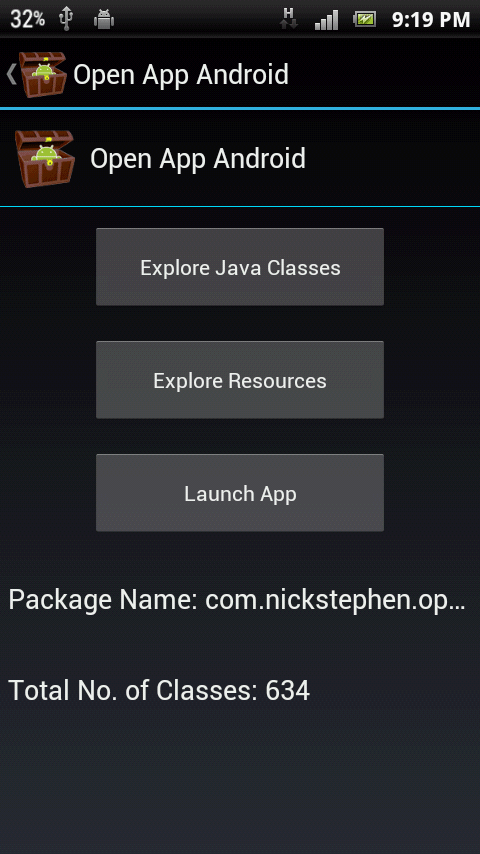 32%
H
9:19 PM
Open App Android
Open App Android
Explore Java Classes
Explore Resources
Launch App
Package Name: com.nickstephen.op...
Total No. of Classes: 634